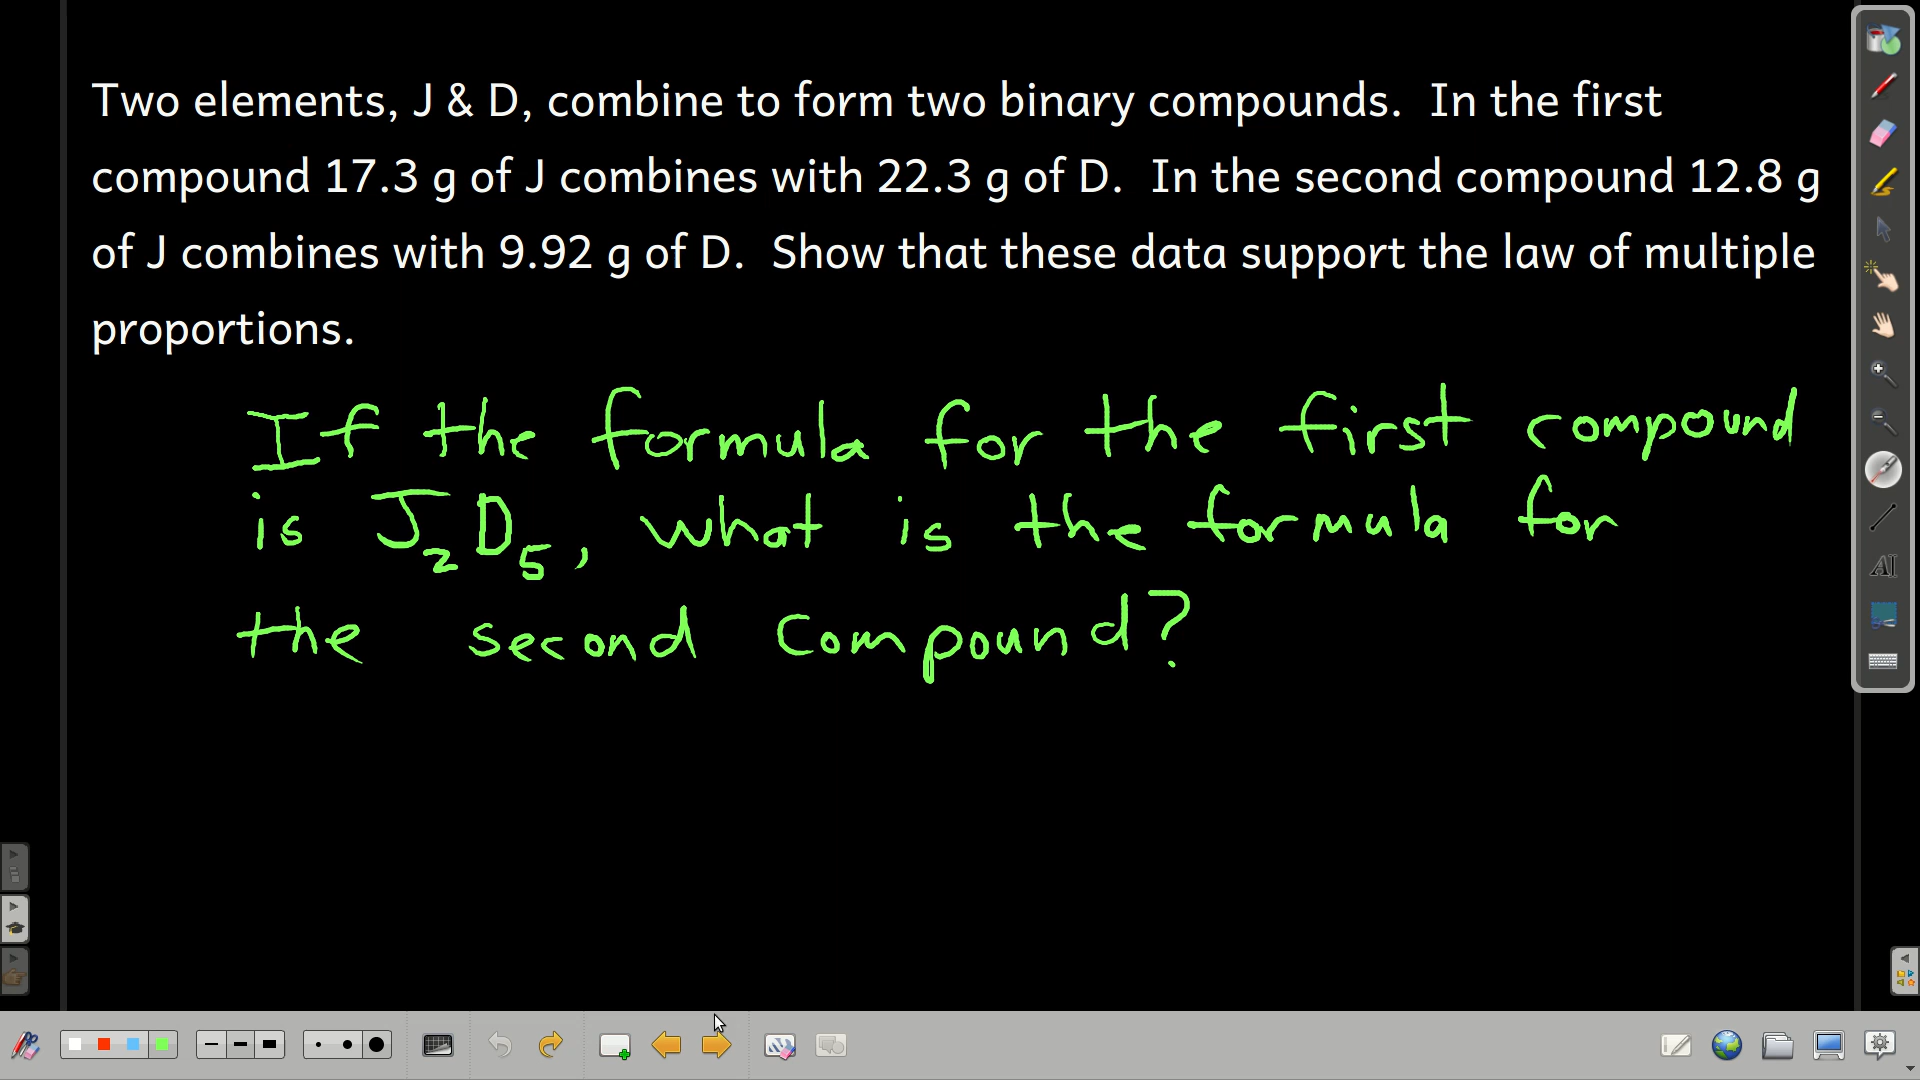 Two elements, J & D, combine to form two binary compounds. In the first
compound 17.3 g of J combines with 22.3 g of D. In the second compound 12.8 g
of J combines with 9.92 g of D. Show that these data support the law of multiple
proportions.
If the formula for the first compound
is J₂D₅, what is the formula for
the second compound?